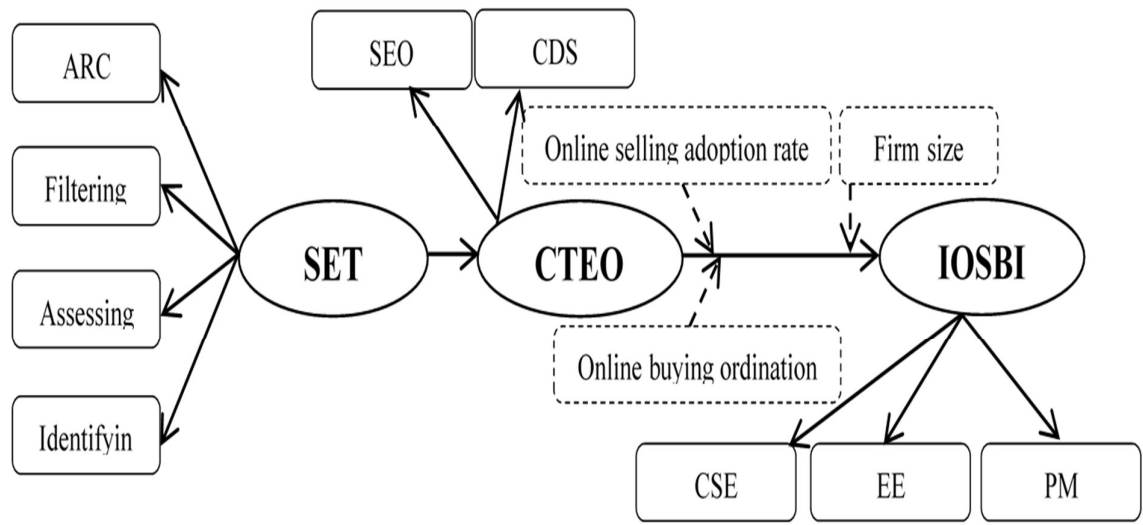 ARC
SEO
CDS
Online selling adoption rate
Firm size
Filtering
SET
CTEO
IOSBI
Assessing
Online buying ordination
Identifyin
CSE
EE
PM